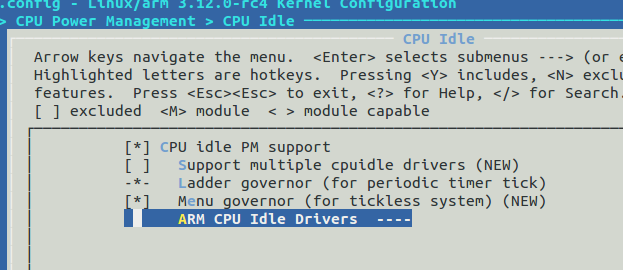 .config - Linux/arm 3.12.0-rc4 Kernel Configuration
> CPU Power Management > CPU Idle
CPU Idle
Arrow keys navigate the menu. <Enter> selects submenus ---> (or e
Highlighted letters are hotkeys. Pressing <Y> includes, <N> exclu
features. Press <Esc><Esc> to exit, <?> for Help, </> for Search.
[ ] excluded <M> module < > module capable
[*] CPU idle PM support
[ ] Support multiple cpuidle drivers (NEW)
-*- Ladder governor (for periodic timer tick)
[*] Menu governor (for tickless system) (NEW)
ARM CPU Idle Drivers ----